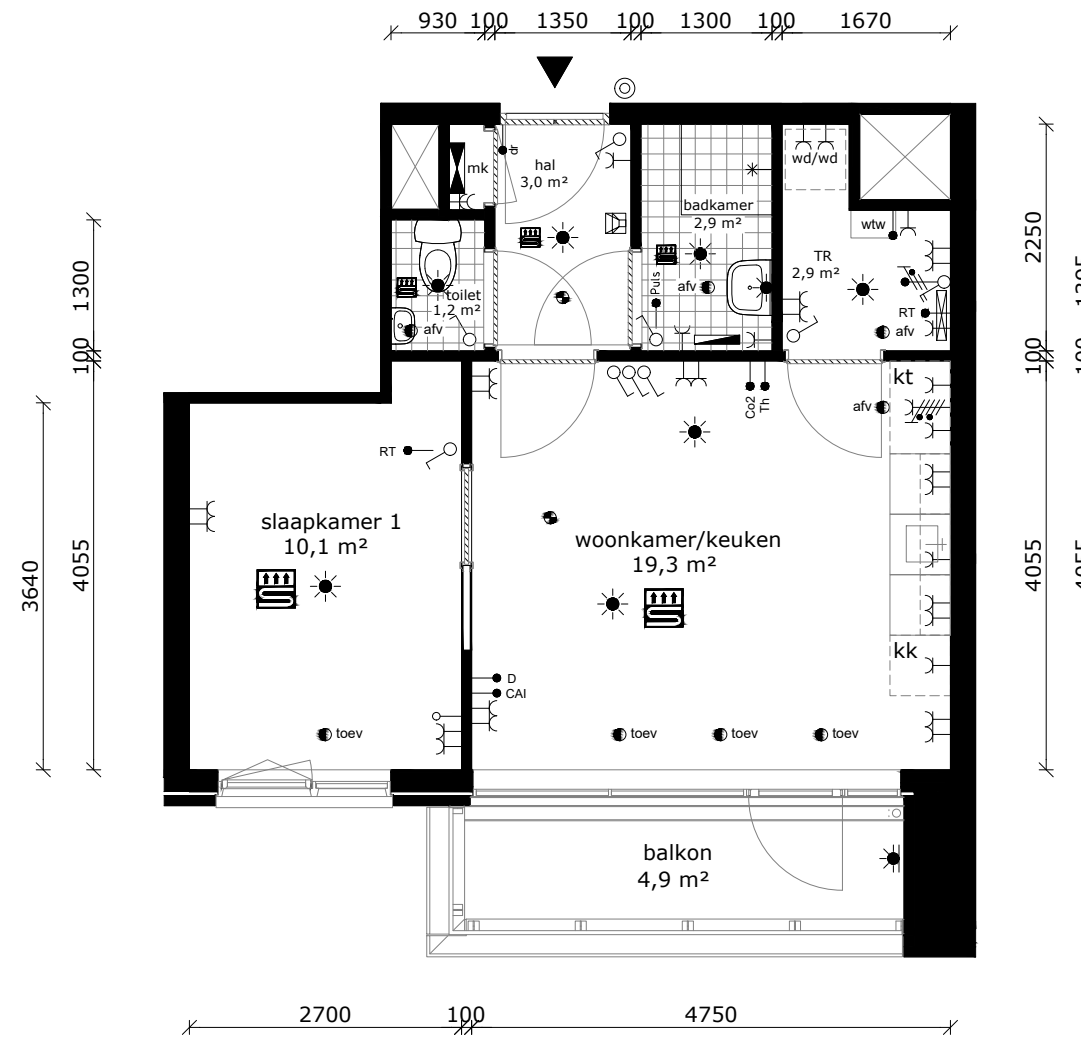 930 100 1350 100 1300 100 1670
mk
dr
hal
3,0 m²
badkamer
2,9 m²
wd/wd
wtw
TR
2,9 m²
RT
afv
toilet
1,2 m²
afv
afv
Puls
1300
100
2250
100
1395
100
kt
afv
Co2
Th
RT
slaapkamer 1
10,1 m²
woonkamer/keuken
19,3 m²
kk
D
CAI
toev
toev
toev
toev
3640
4055
4055
4055
balkon
4,9 m²
2700 100 4750